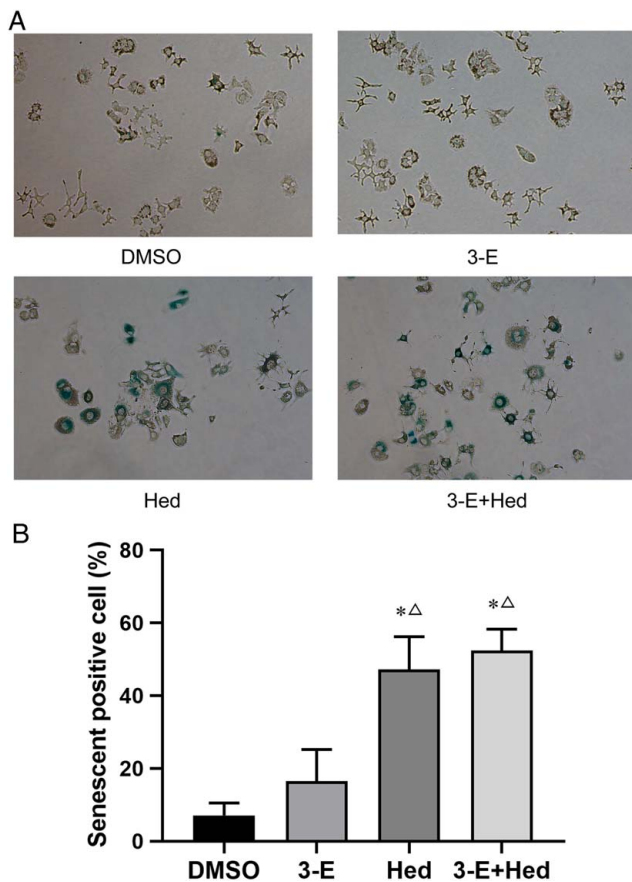 A
DMSO
3-E
Hed
3-E+Hed
B
Senescent positive cell (%)
80
60
40
20
0
*△
*△
DMSO
3-E
Hed
3-E+Hed